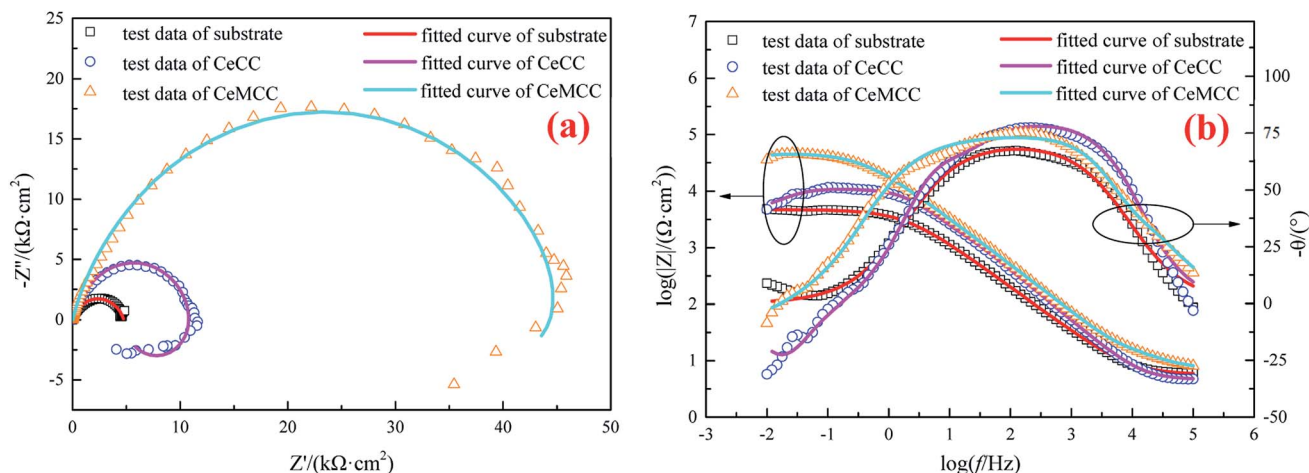 25
20
15
10
5
0
-5
-Z''/(kΩ·cm²)
test data of substrate
test data of CeCC
test data of CeMCC
fitted curve of substrate
fitted curve of CeCC
fitted curve of CeMCC
(a)
0 10 20 30 40 50
Z'/(kΩ·cm²)
7
6
5
4
3
2
1
0
log(|Z|/(Ω·cm²))
test data of substrate
test data of CeCC
test data of CeMCC
fitted curve of substrate
fitted curve of CeCC
fitted curve of CeMCC
(b)
100
75
50
25
0
-25
-50
-θ/(°)
-3 -2 -1 0 1 2 3 4 5 6
log(f/Hz)